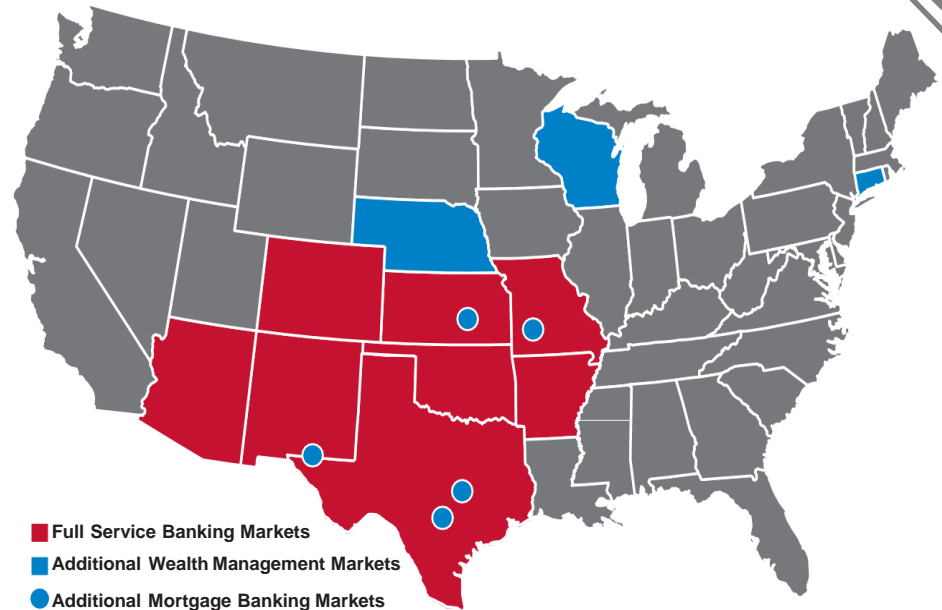 Full Service Banking Markets
Additional Wealth Management Markets
Additional Mortgage Banking Markets